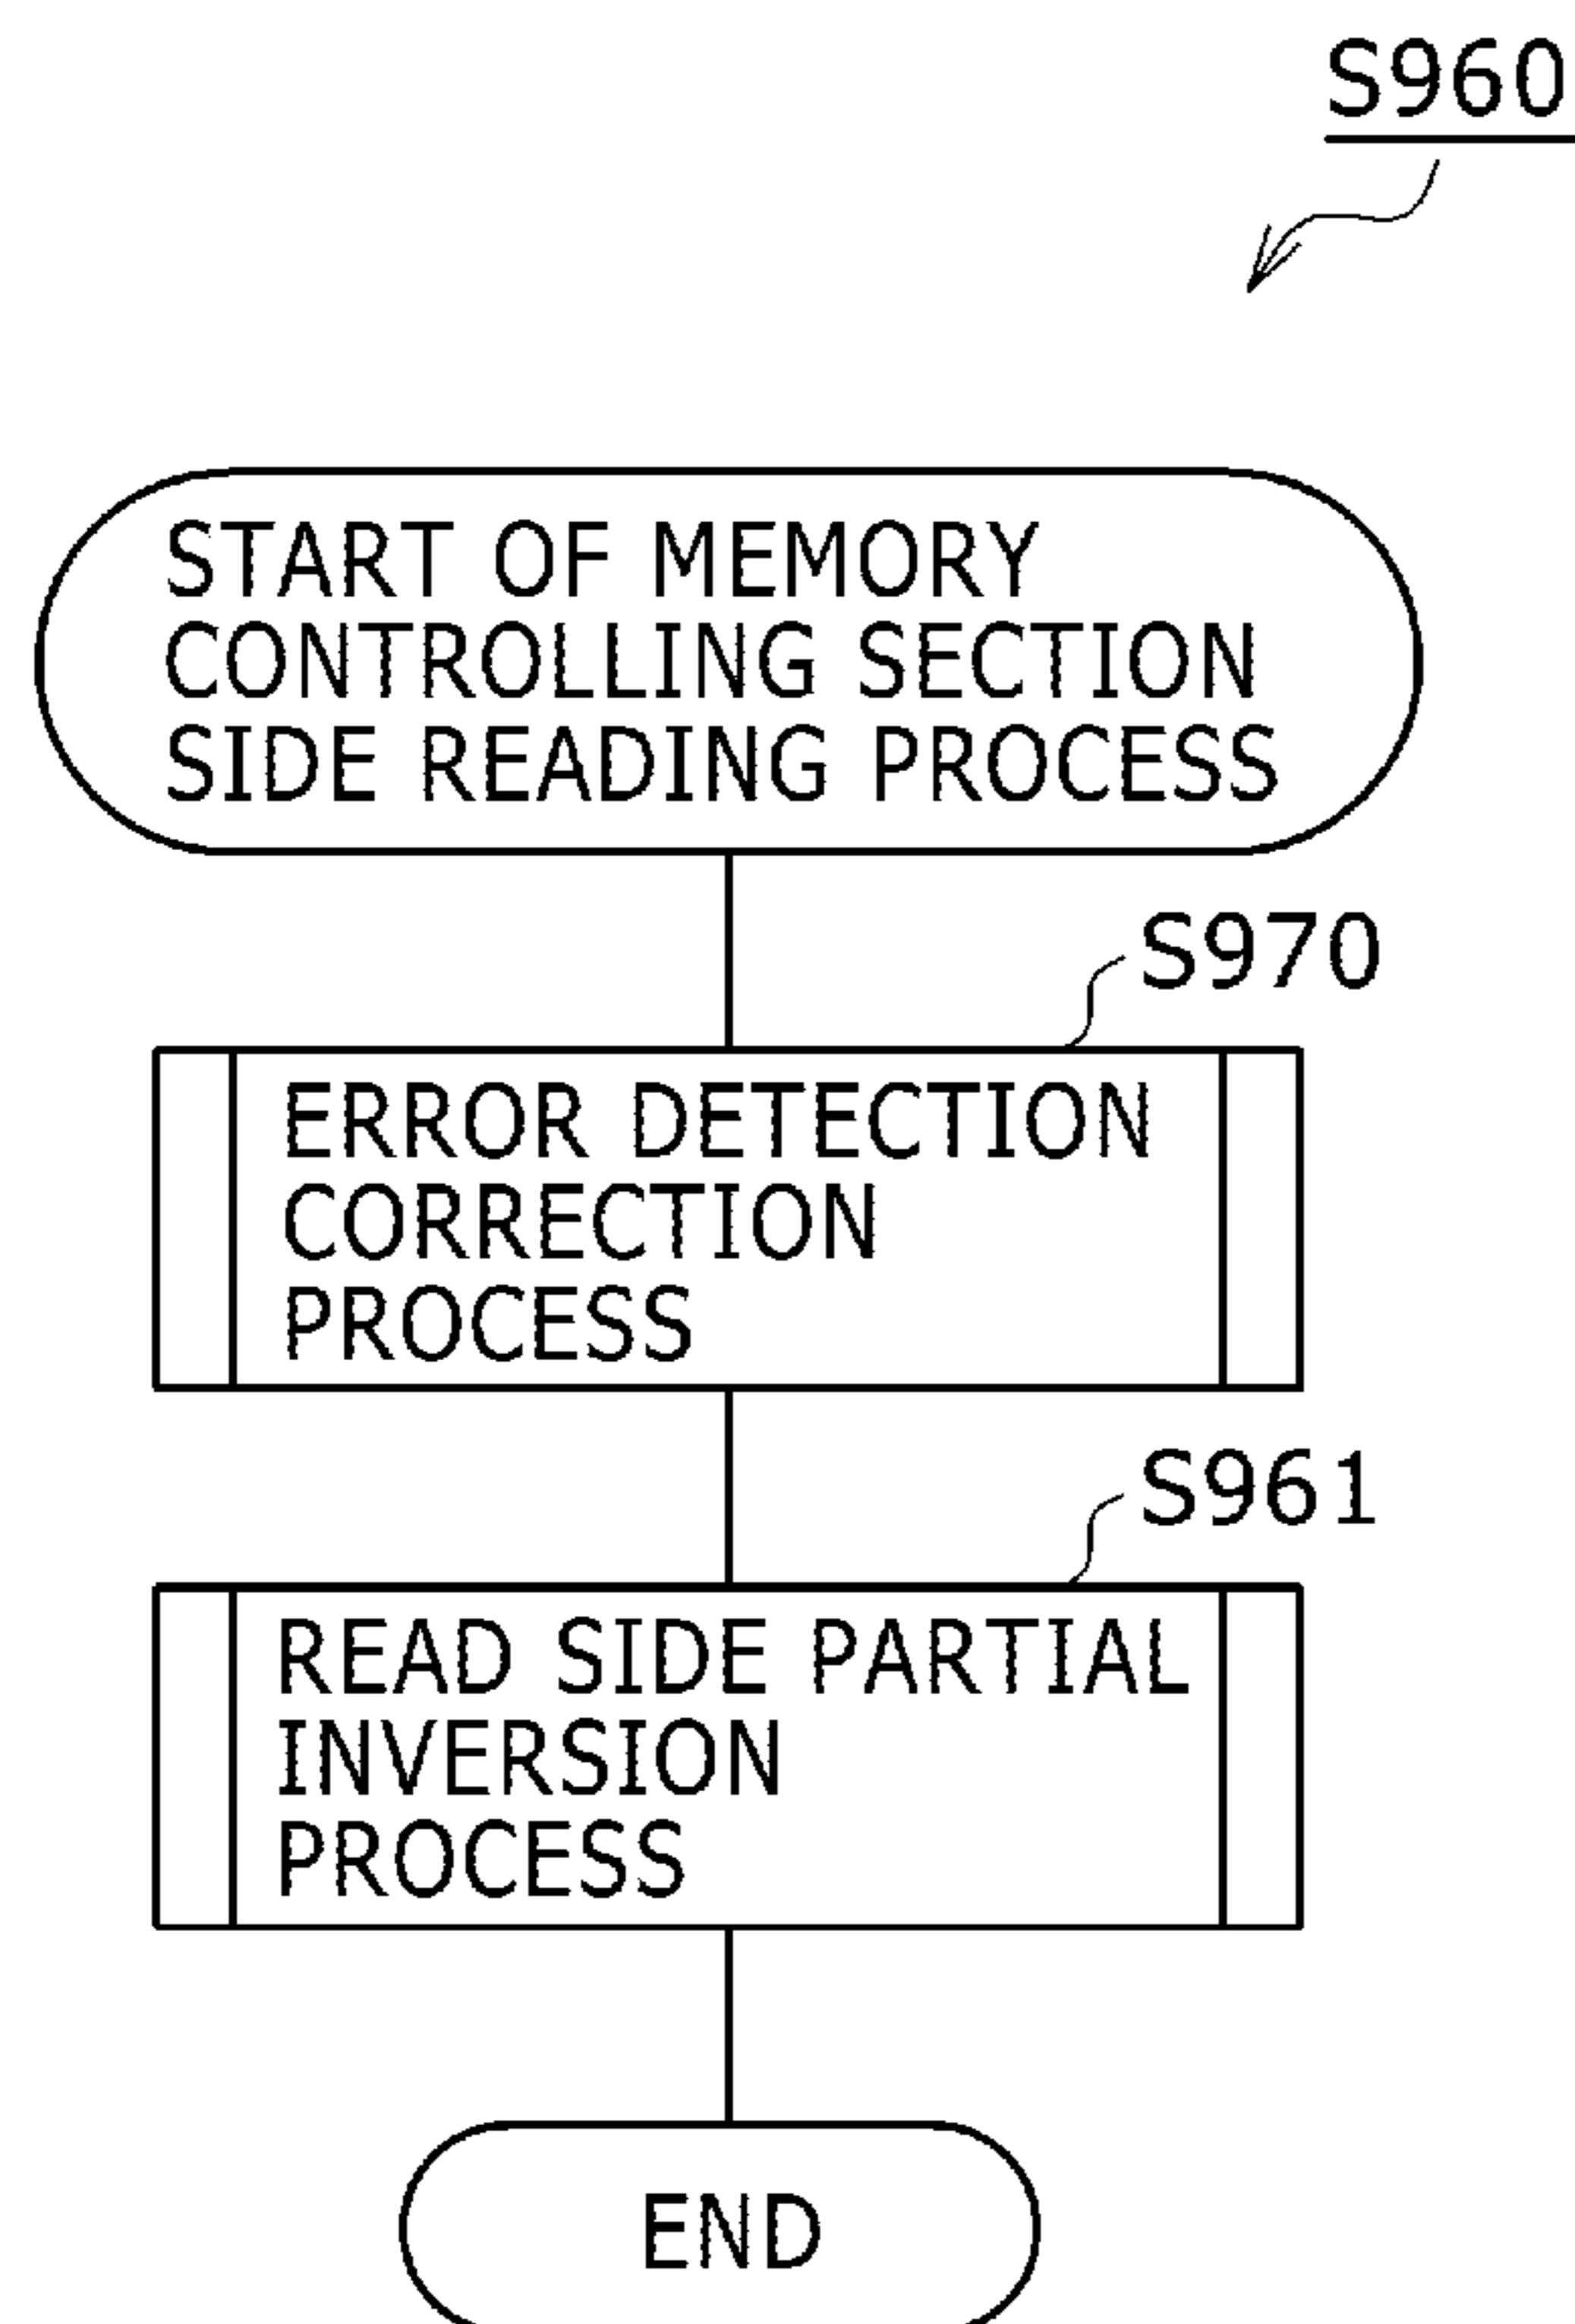 S960
START OF MEMORY
CONTROLLING SECTION
SIDE READING PROCESS
S970
ERROR DETECTION
CORRECTION
PROCESS
S961
READ SIDE PARTIAL
INVERSION
PROCESS
END